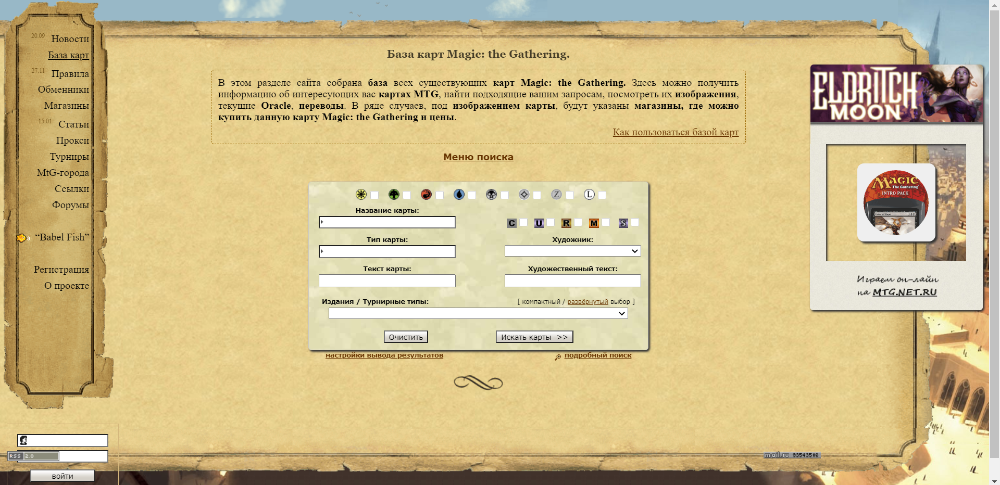 20.09 Новости
База карт
27.11 Правила
Обменники
Магазины
15.01 Статьи
Прокси
Турниры
MtG-города
Ссылки
Форумы
“Babel Fish”
Регистрация
О проекте
RSS 2.0
войти
База карт Magic: the Gathering.
В этом разделе сайта собрана база всех существующих карт Magic: the Gathering. Здесь можно получить
информацию об интересующих вас картах MTG, найти подходящие вашим запросам, посмотреть их изображения,
текущие Oracle, переводы. В ряде случаев, под изображением карты, будут указаны магазины, где можно
купить данную карту Magic: the Gathering и цены.
Как пользоваться базой карт
Меню поиска
Z L
Название карты:
C U R M S
Тип карты:
Художник:
Текст карты:
Художественный текст:
Издания / Турнирные типы:
[ компактный / развёрнутый выбор ]
Очистить
Искать карты >>
настройки вывода результатов
подробный поиск
ELDRITCH
MOON
MAGIC
The Gathering
INTRO PACK
Играем он-лайн
на MTG.NET.RU
mail.ru 93543506